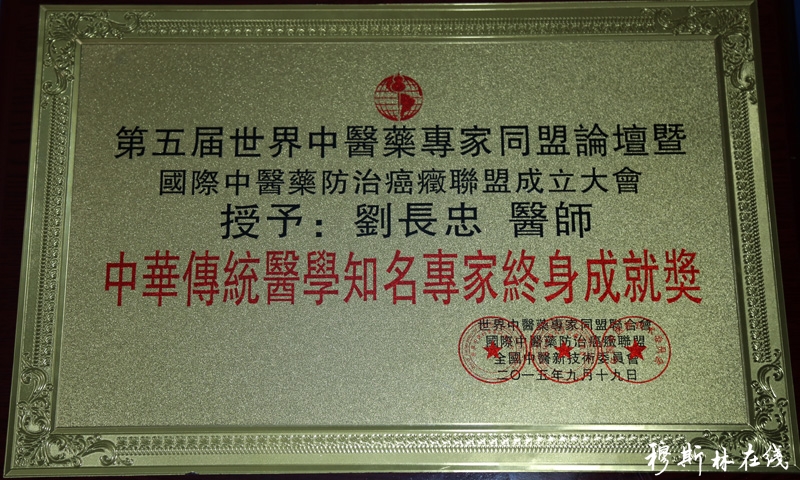 第五届世界中醫藥專家同盟論壇暨
國際中醫藥防治癌癥聯盟成立大會
授予：劉長忠 醫師
中華傳統醫學知名專家終身成就獎
世界中醫藥專家同盟聯合會
國際中醫藥防治癌癥聯盟
全國中醫新技術委員會
二〇一五年九月十九日
穆斯林在线